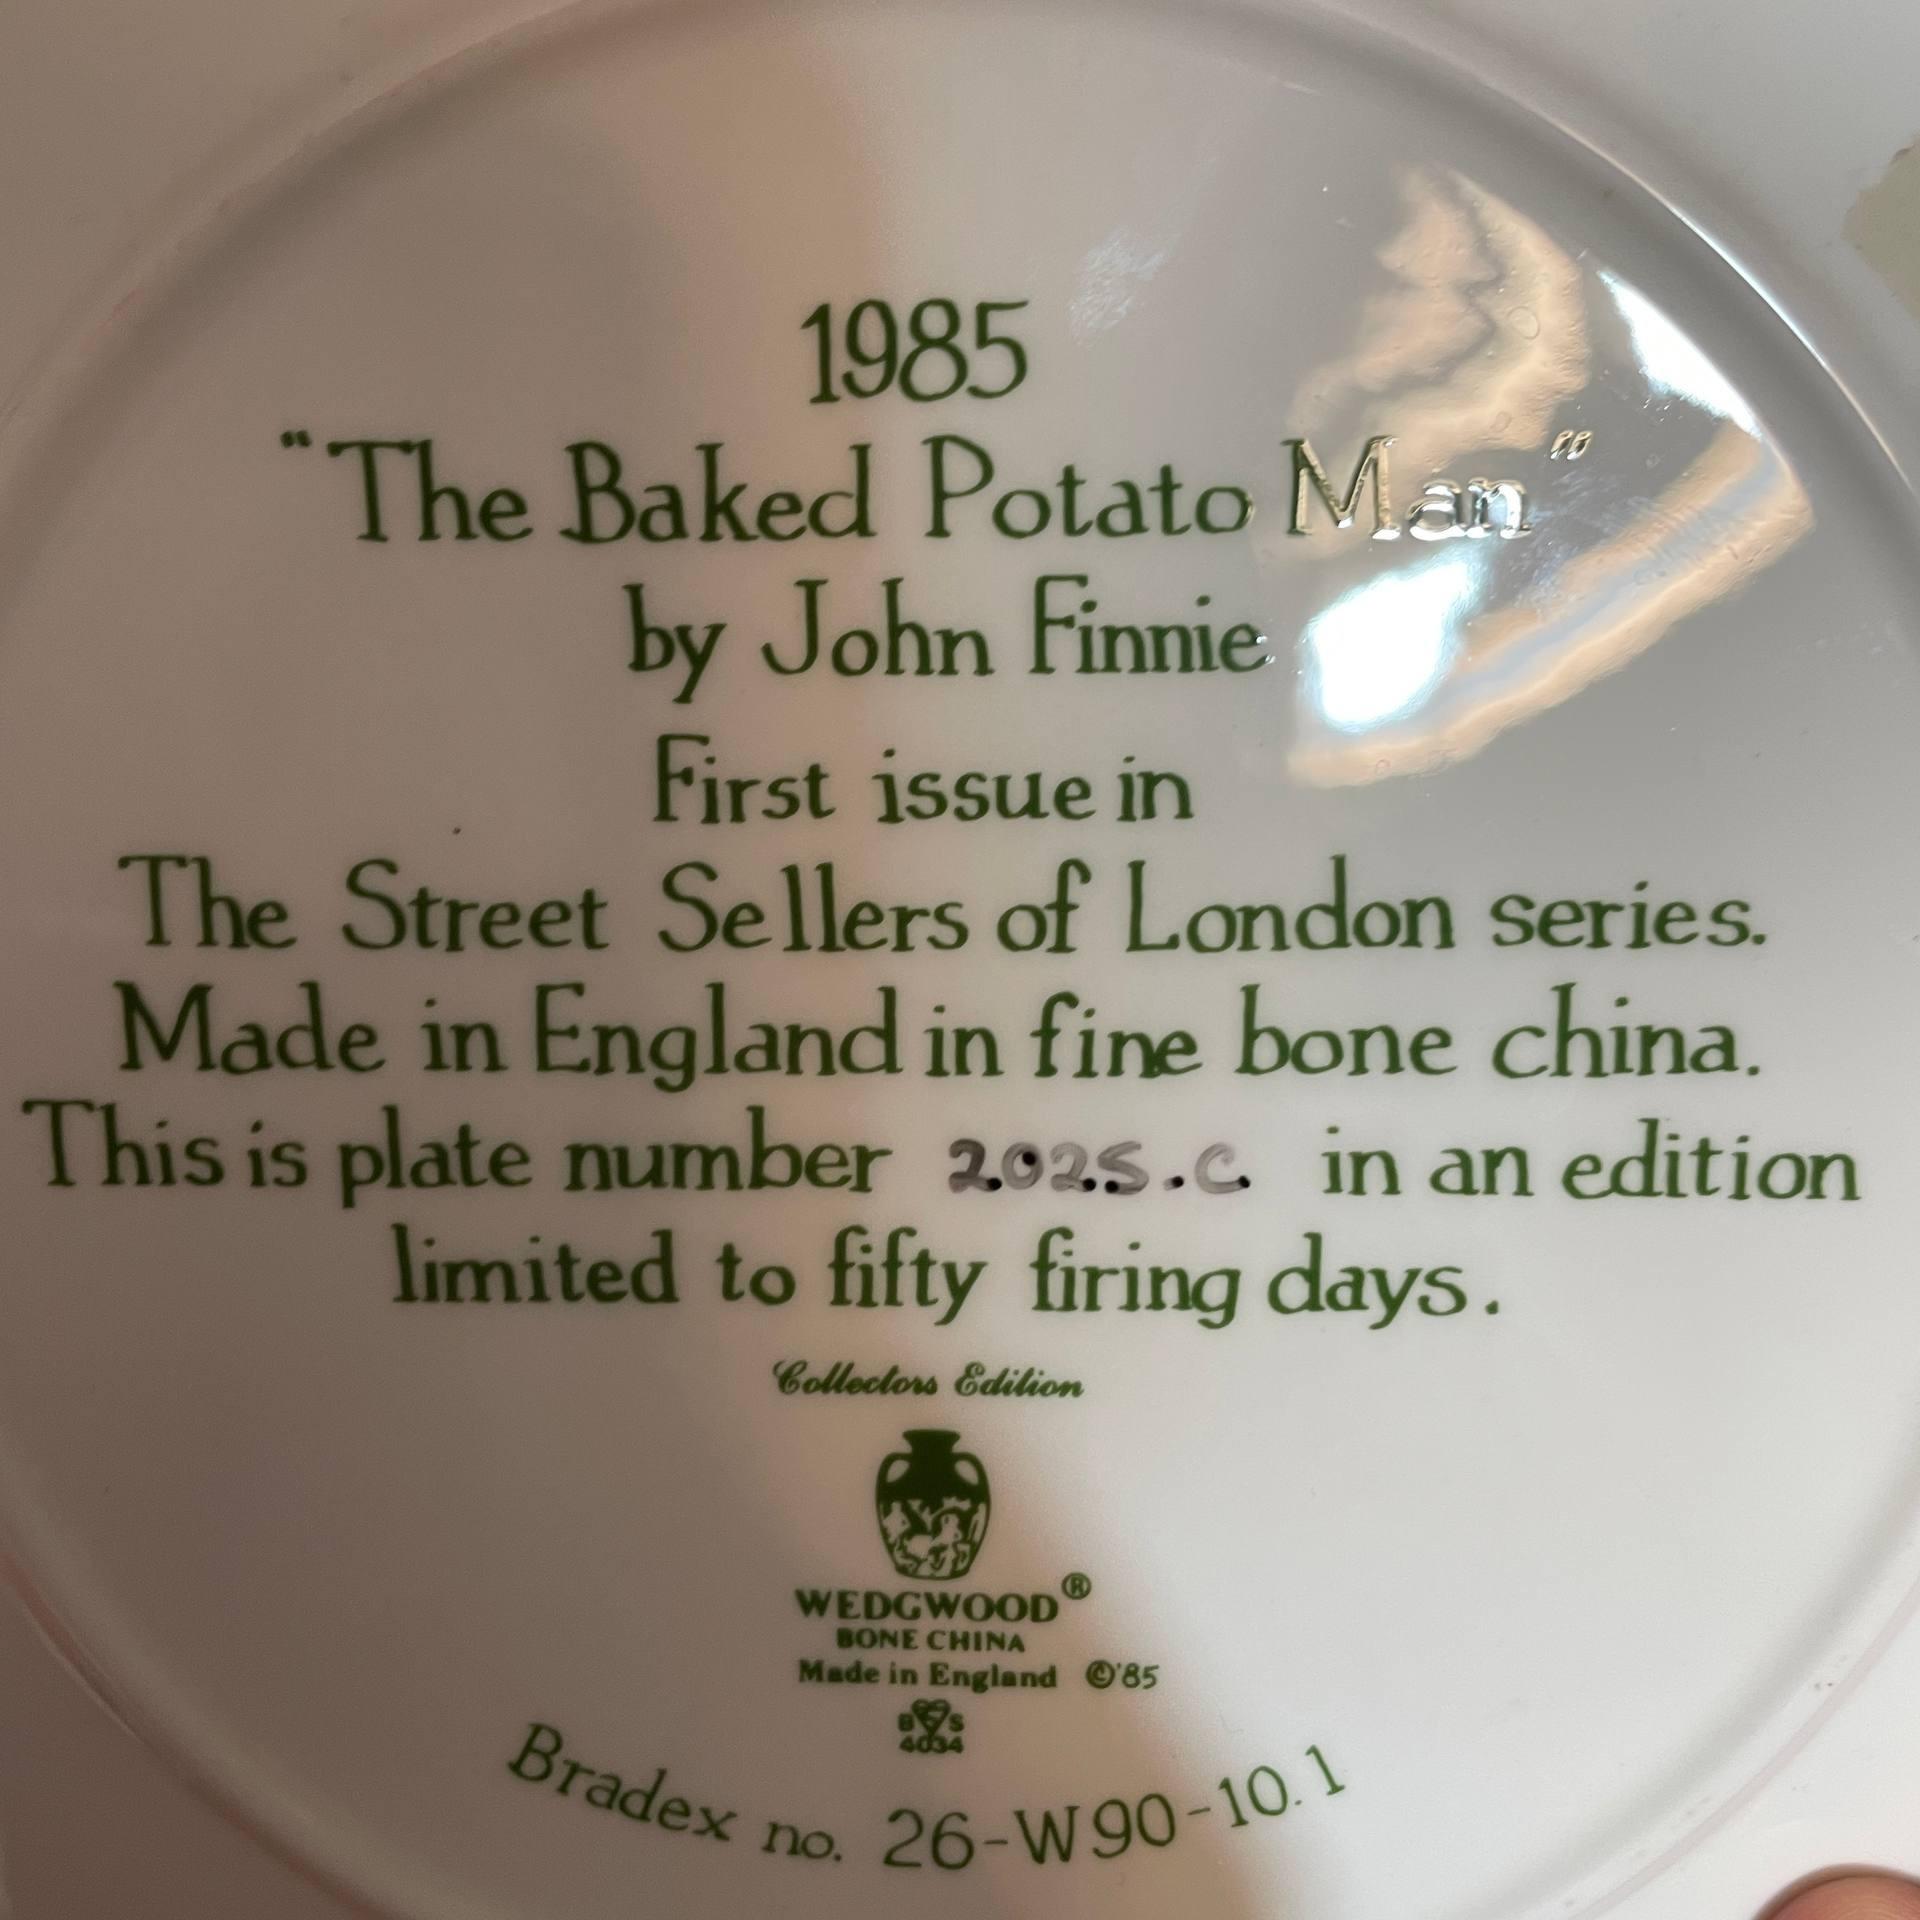 1985
"The Baked Potato Man"
by John Finnie
First issue in
The Street Sellers of London series.
Made in England in fine bone china.
This is plate number 2025.C in an edition
limited to fifty firing days.
Collectors Edition
WEDGWOOD®
BONE CHINA
Made in England ©'85
B S
4034
Bradex no. 26-W90-10.1